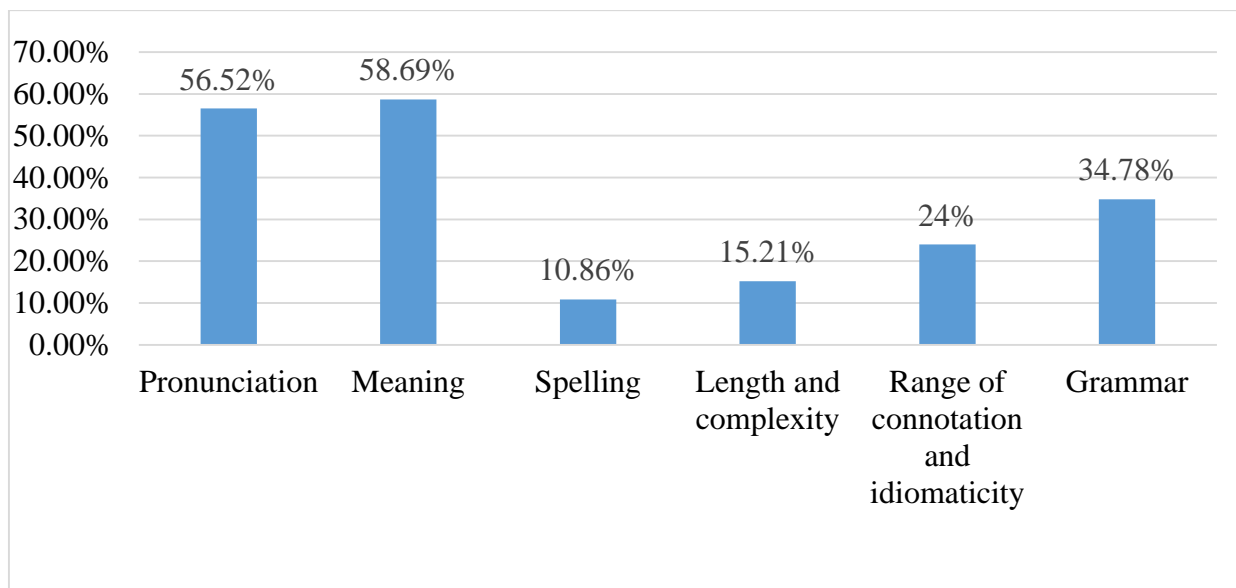 70.00%
60.00%
50.00%
40.00%
30.00%
20.00%
10.00%
0.00%
56.52%
58.69%
10.86%
15.21%
24%
34.78%
Pronunciation
Meaning
Spelling
Length and
complexity
Range of
connotation
and
idiomaticity
Grammar